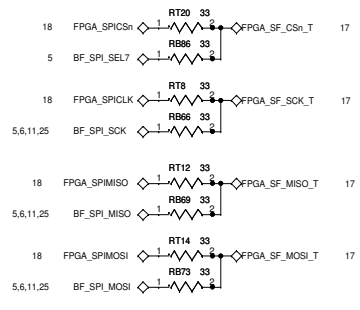 RT20 33
18 FPGA_SPICSn 1 2 FPGA_SF_CSn_T 17
RB86 33
5 BF_SPI_SEL7 1 2
RT8 33
18 FPGA_SPICLK 1 2 FPGA_SF_SCK_T 17
RB66 33
5,6,11,25 BF_SPI_SCK 1 2
RT12 33
18 FPGA_SPIMISO 1 2 FPGA_SF_MISO_T 17
RB69 33
5,6,11,25 BF_SPI_MISO 1 2
RT14 33
18 FPGA_SPIMOSI 1 2 FPGA_SF_MOSI_T 17
RB73 33
5,6,11,25 BF_SPI_MOSI 1 2